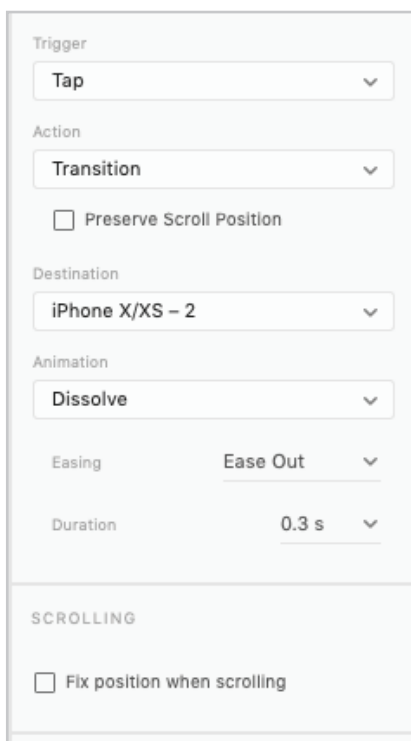 Trigger
Tap
Action
Transition
Preserve Scroll Position
Destination
iPhone X/XS – 2
Animation
Dissolve
Easing Ease Out
Duration 0.3 s
SCROLLING
Fix position when scrolling